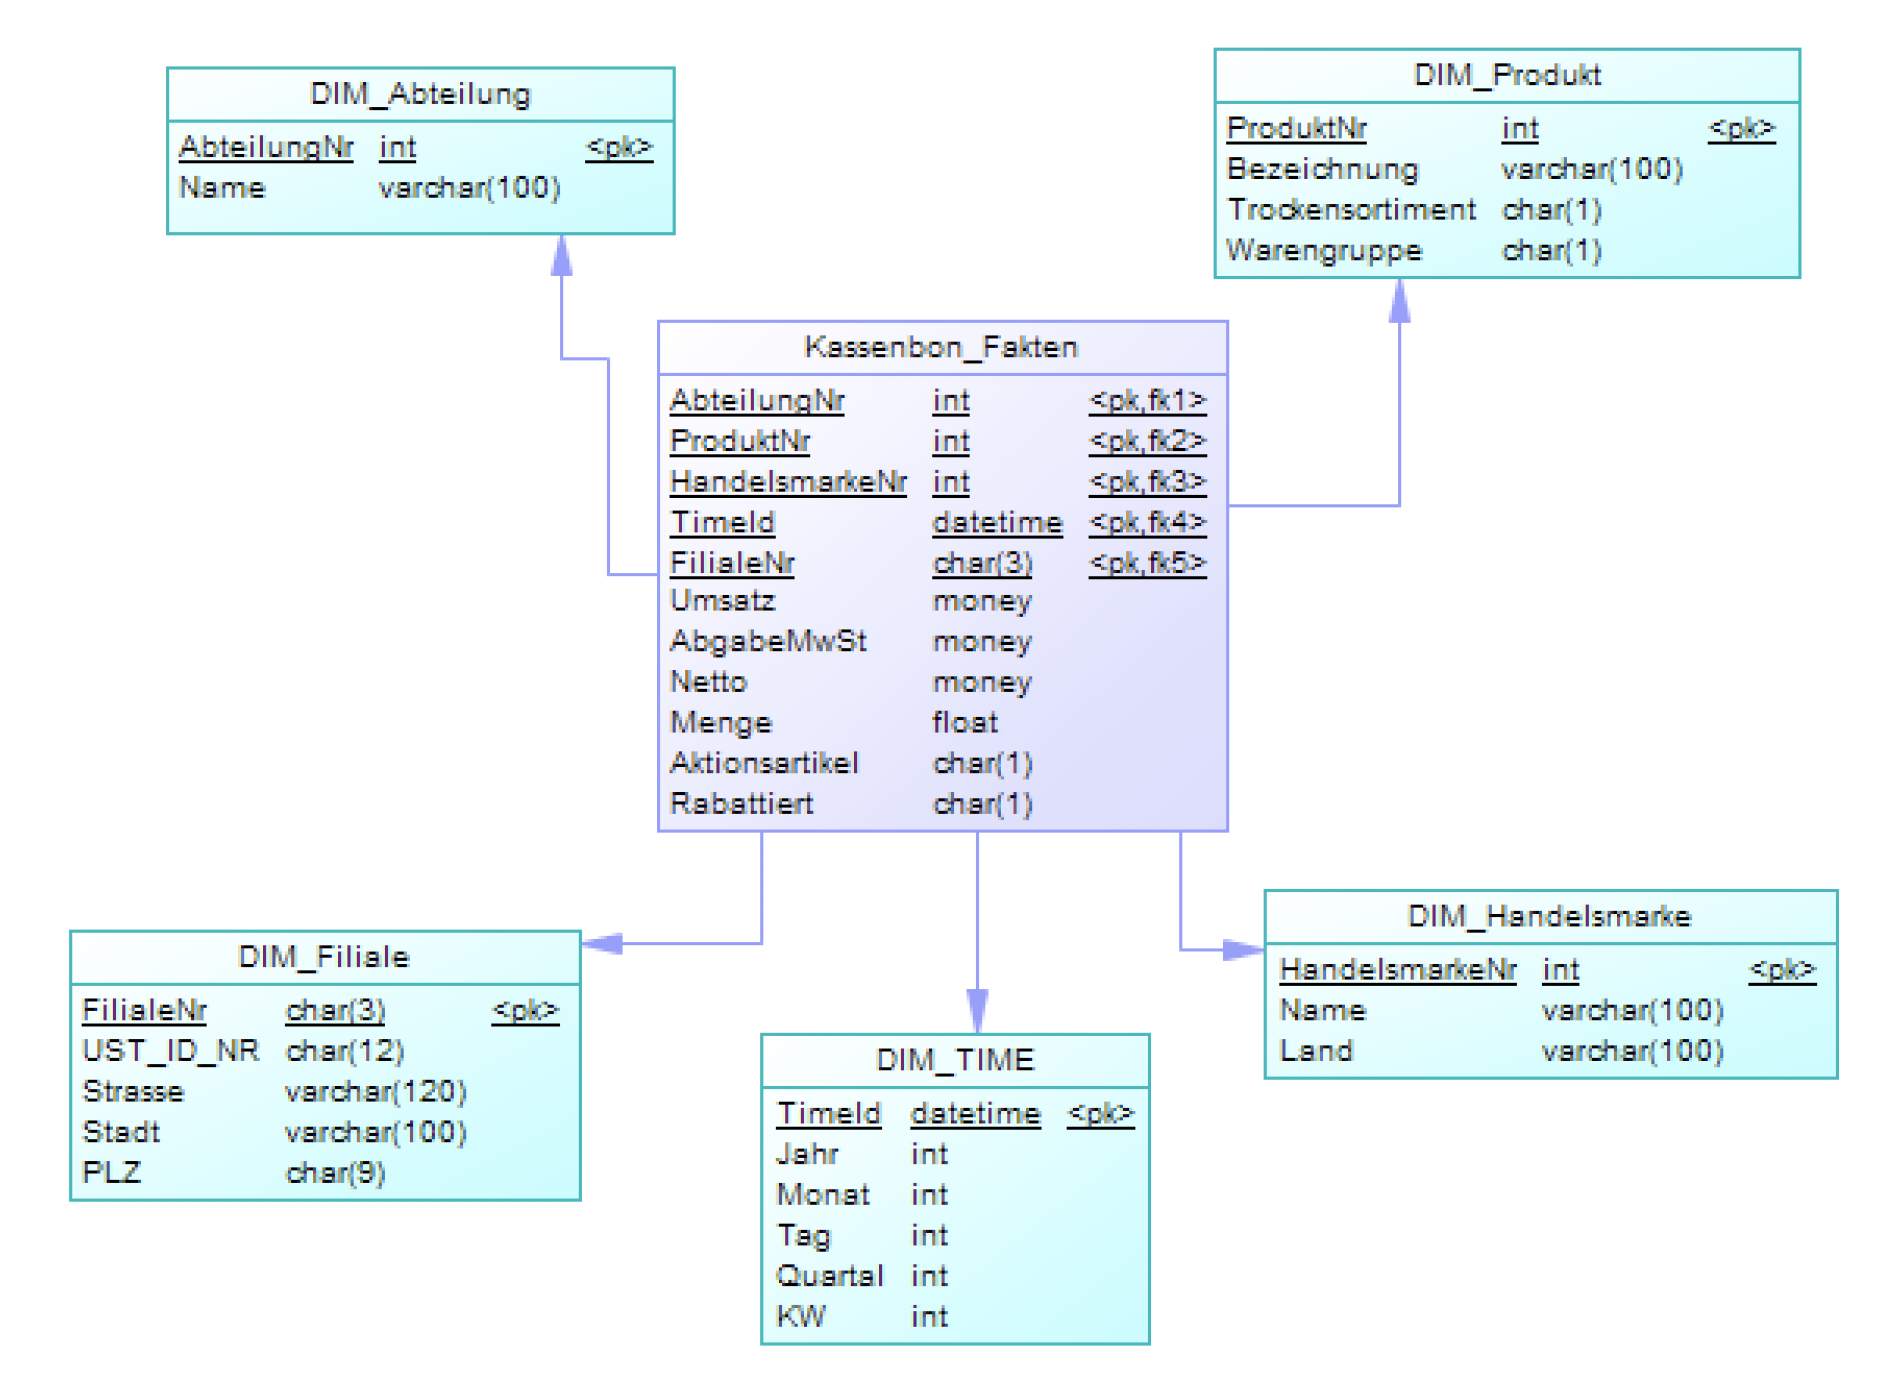 DIM_Abteilung
AbteilungNr int <pk>
Name varchar(100)
DIM_Produkt
ProduktNr int <pk>
Bezeichnung varchar(100)
Trockensortiment char(1)
Warengruppe char(1)
Kassenbon_Fakten
AbteilungNr int <pk,fk1>
ProduktNr int <pk,fk2>
HandelsmarkeNr int <pk,fk3>
TimeId datetime <pk,fk4>
FilialeNr char(3) <pk,fk5>
Umsatz money
AbgabeMwSt money
Netto money
Menge float
Aktionsartikel char(1)
Rabattiert char(1)
DIM_Filiale
FilialeNr char(3) <pk>
UST_ID_NR char(12)
Strasse varchar(120)
Stadt varchar(100)
PLZ char(9)
DIM_TIME
TimeId datetime <pk>
Jahr int
Monat int
Tag int
Quartal int
KW int
DIM_Handelsmarke
HandelsmarkeNr int <pk>
Name varchar(100)
Land varchar(100)